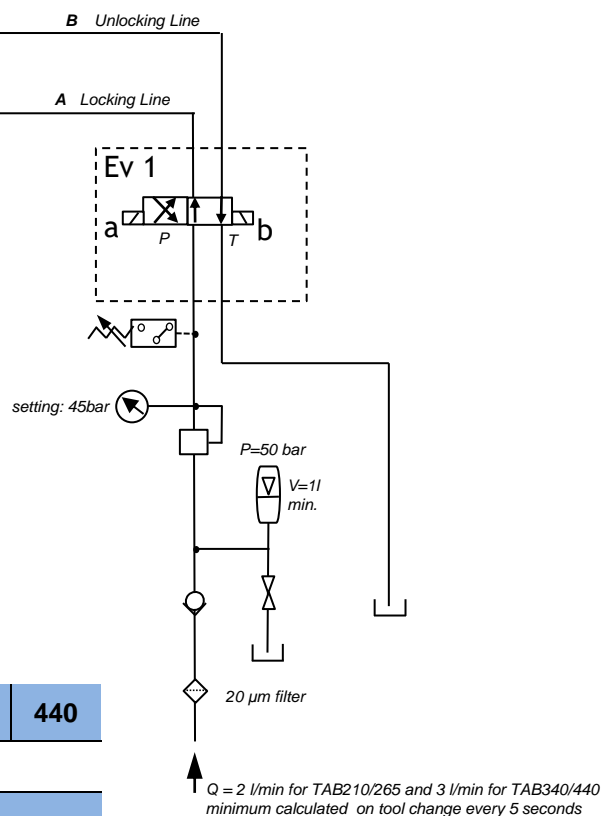 B Unlocking Line
A Locking Line
Ev 1
a
P
T
b
setting: 45bar
P=50 bar
V=1l
min.
20 µm filter
440
Q = 2 l/min for TAB210/265 and 3 l/min for TAB340/440
minimum calculated on tool change every 5 seconds